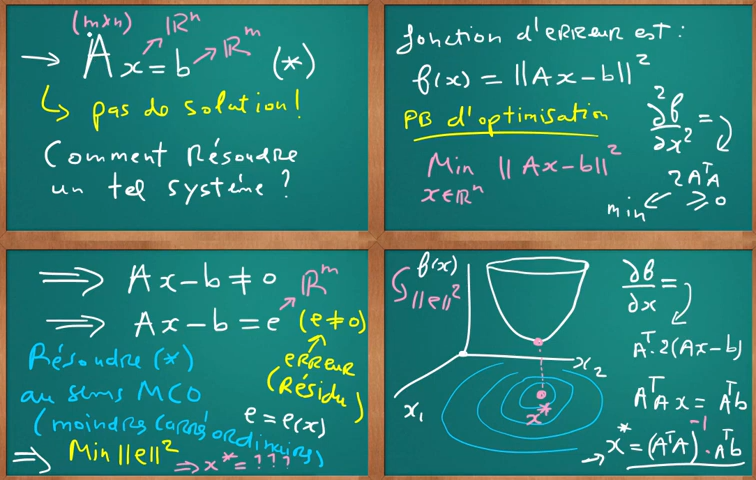 (m×n) ℝⁿ
→ A x = b → ℝᵐ (*)
↳ pas de solution!
Comment Résoudre
un tel système ?
fonction d'ERREUR est :
f(x) = ||Ax-b||²
PB d'optimisation
Min ||Ax-b||²
x∈ℝⁿ
∂²f/∂x² =
2AᵀA
min ← ≥0
⟹ Ax-b ≠ 0 ℝᵐ
⟹ Ax-b = e (e≠0)
ERREUR
(Résidu)
Résoudre (*)
au sens MCO
(moindres carrés ordinaires)
e = e(x)
⟹ Min ||e||²
⟹ x* = ???
f(x)
||e||²
x₂
x₁
x*
∂f/∂x =
Aᵀ.2(Ax-b)
AᵀA x = Aᵀb
→ x* = (AᵀA)⁻¹.Aᵀb